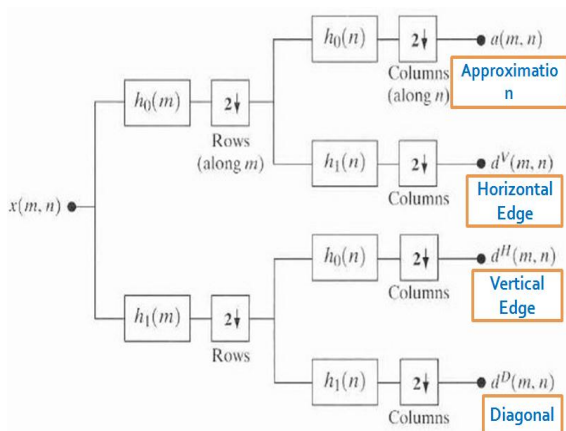 h₀(n)
2↓
a(m, n)
Columns
(along n)
Approximatio
n
h₀(m)
2↓
Rows
(along m)
h₁(n)
2↓
dⱽ(m, n)
Columns
Horizontal
Edge
x(m, n)
h₀(n)
2↓
dᴴ(m, n)
Columns
Vertical
Edge
h₁(m)
2↓
Rows
h₁(n)
2↓
dᴰ(m, n)
Columns
Diagonal